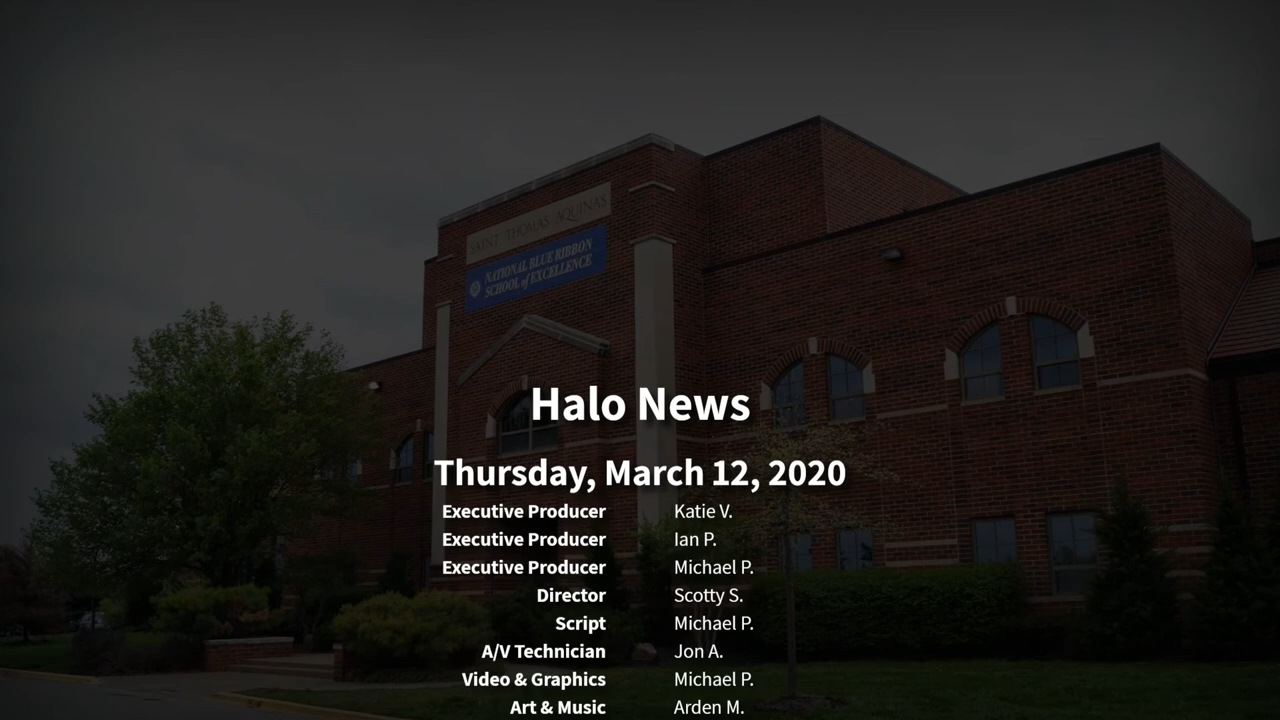 SAINT THOMAS AQUINAS
NATIONAL BLUE RIBBON
SCHOOL of EXCELLENCE
Halo News
Thursday, March 12, 2020
Executive Producer Katie V.
Executive Producer Ian P.
Executive Producer Michael P.
Director Scotty S.
Script Michael P.
A/V Technician Jon A.
Video & Graphics Michael P.
Art & Music Arden M.